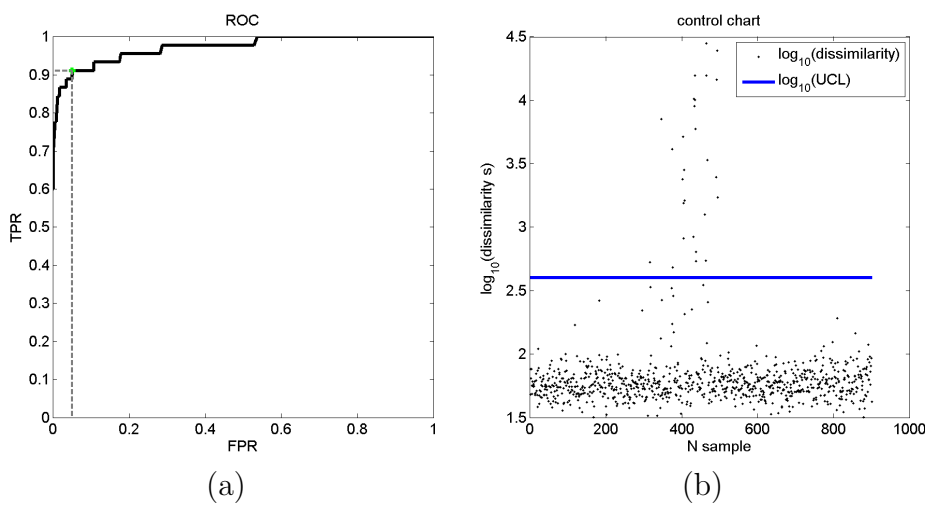 ROC
1
0.9
0.8
0.7
0.6
0.5
0.4
0.3
0.2
0.1
0
0 0.2 0.4 0.6 0.8 1
TPR
FPR
(a)
control chart
4.5
4
3.5
3
2.5
2
1.5
0 200 400 600 800 1000
log10(dissimilarity s)
N sample
log10(dissimilarity)
log10(UCL)
(b)